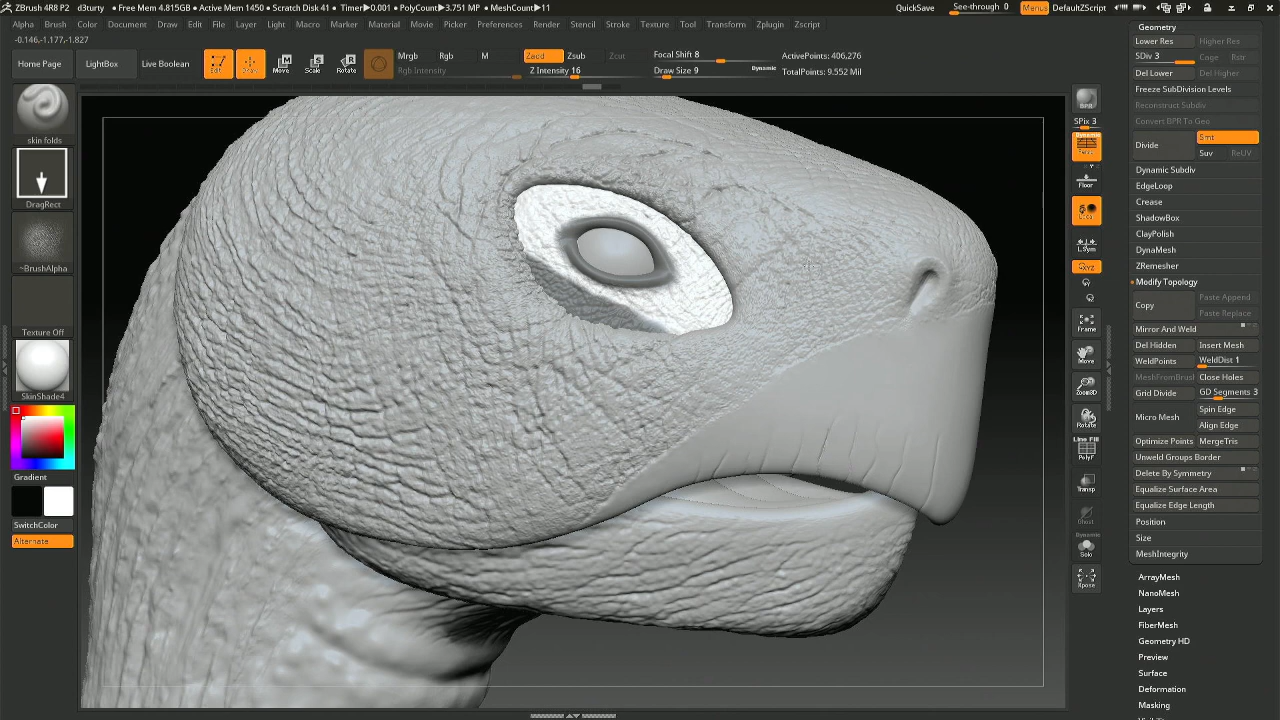 ZBrush 4R8 P2 d3turty • Free Mem 4.815GB • Active Mem 1450 • Scratch Disk 41 • Timer▶0.001 • PolyCount▶3.751 MP • MeshCount▶11 QuickSave See-through 0 Menus DefaultZScript
Alpha Brush Color Document Draw Edit File Layer Light Macro Marker Material Movie Picker Preferences Render Stencil Stroke Texture Tool Transform Zplugin Zscript
-0.146,-1.177,-1.827
Home Page LightBox Live Boolean Edit Draw Move Scale Rotate
Mrgb Rgb M Zadd Zsub Zcut Focal Shift 8 ActivePoints: 406,276
Rgb Intensity Z Intensity 16 Draw Size 9 Dynamic TotalPoints: 9.552 Mil
skin folds
DragRect
~BrushAlpha
Texture Off
SkinShade4
Gradient
SwitchColor
Alternate
BPR
SPix 3
Dynamic
Persp
Floor
Local
L.Sym
Qxyz
Frame
Move
Zoom3D
Rotate
Line Fill
PolyF
Transp
Ghost
Dynamic
Solo
Xpose
Geometry
Lower Res Higher Res
SDiv 3 Cage Rstr
Del Lower Del Higher
Freeze SubDivision Levels
Reconstruct Subdiv
Convert BPR To Geo
Divide Smt
Suv ReUV
Dynamic Subdiv
EdgeLoop
Crease
ShadowBox
ClayPolish
DynaMesh
ZRemesher
Modify Topology
Copy Paste Append
Paste Replace
Mirror And Weld
Del Hidden Insert Mesh
WeldPoints WeldDist 1
MeshFromBrush Close Holes
Grid Divide GD Segments 3
Micro Mesh Spin Edge
Align Edge
Optimize Points MergeTris
Unweld Groups Border
Delete By Symmetry
Equalize Surface Area
Equalize Edge Length
Position
Size
MeshIntegrity
ArrayMesh
NanoMesh
Layers
FiberMesh
Geometry HD
Preview
Surface
Deformation
Masking